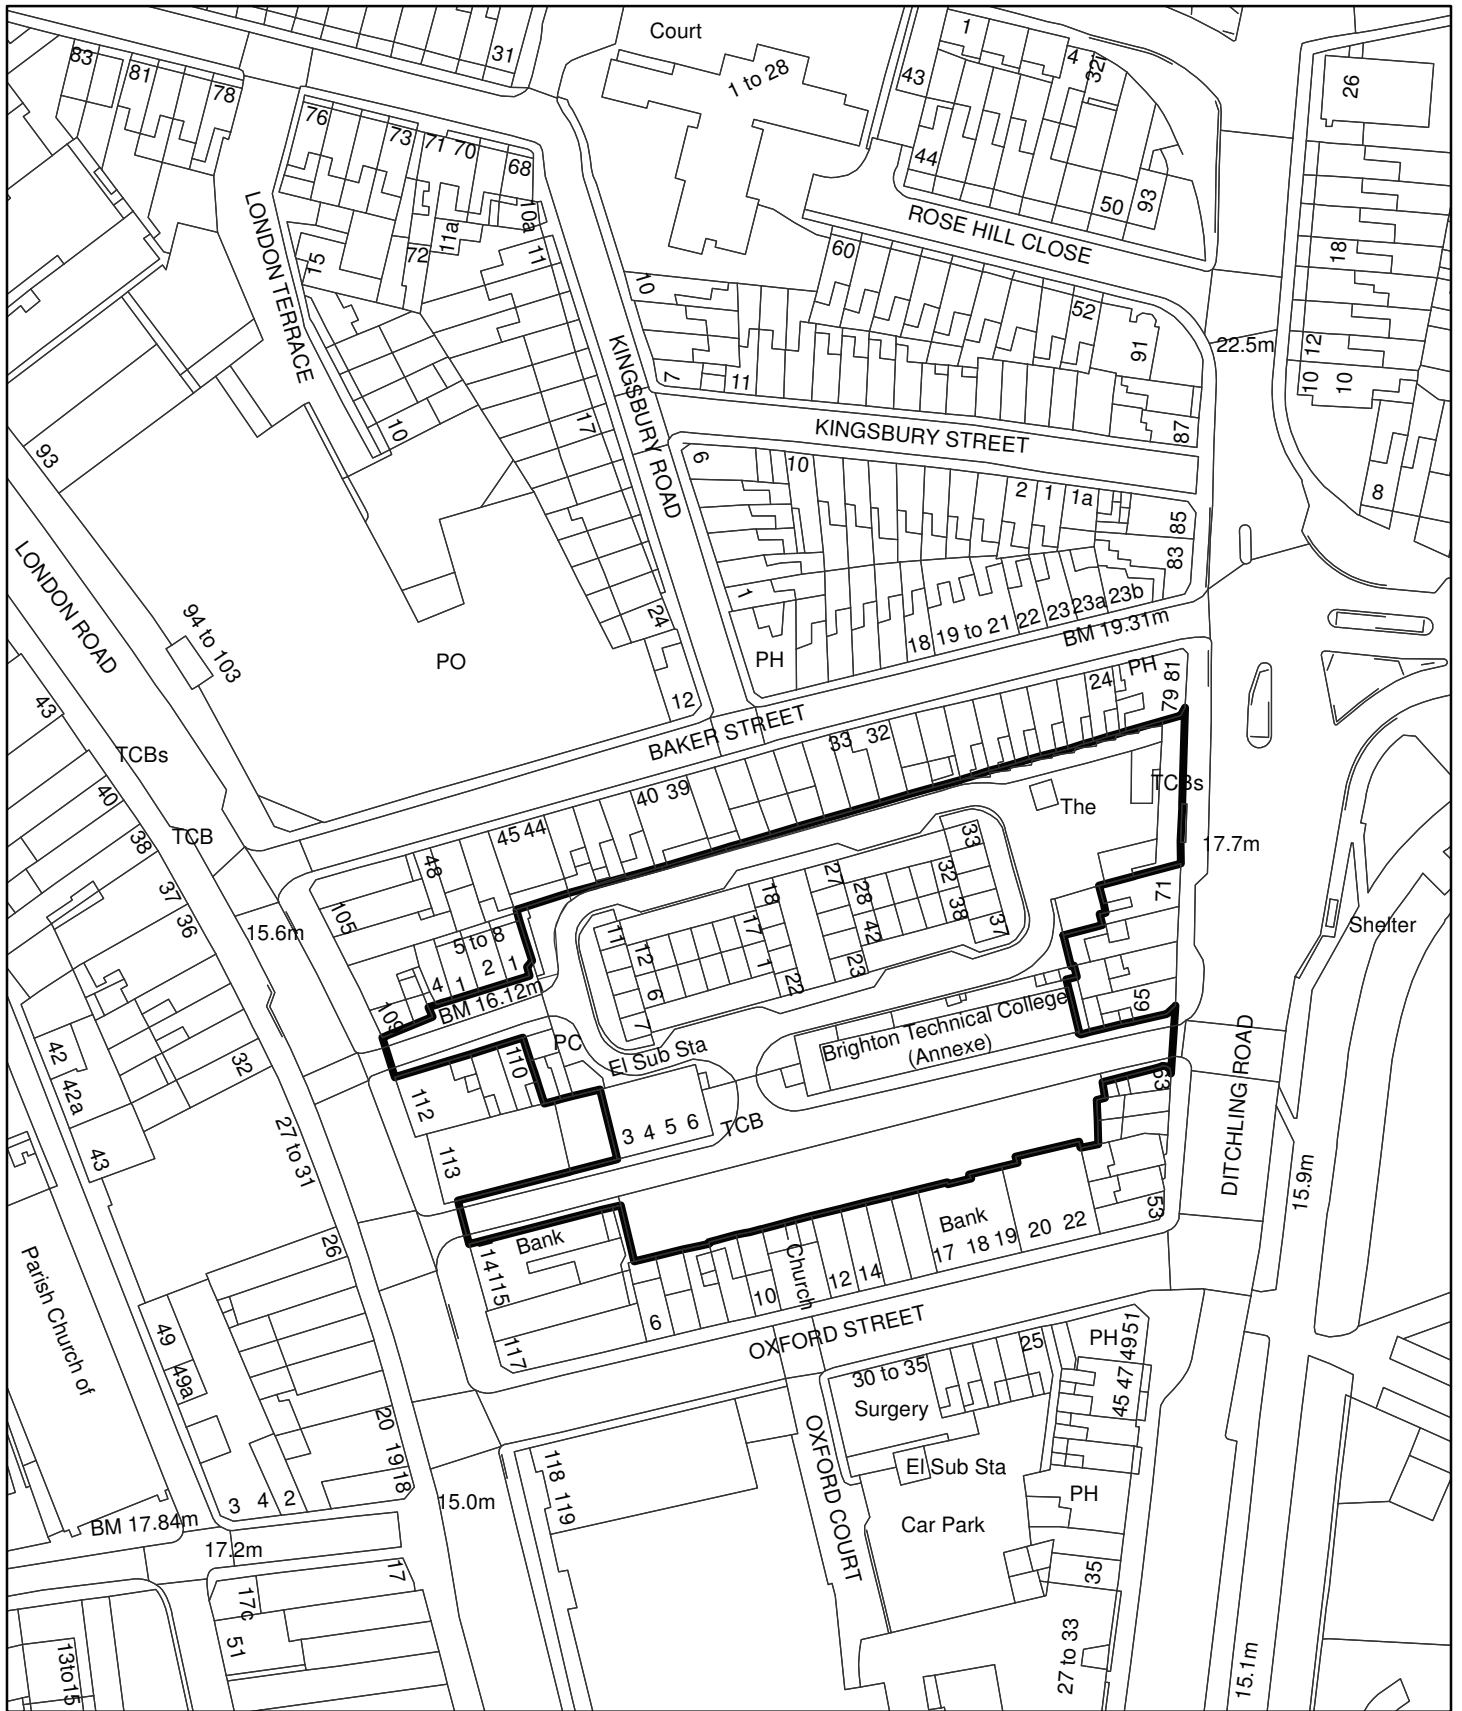 Court
31
1
4
32
83
81
78
1 to 28
43
26
76
73
71
70
68
44
50
93
LONDON TERRACE
10a
11a
11
72
15
ROSE HILL CLOSE
60
18
10
52
22.5m
91
12
KINGSBURY ROAD
7
11
10
10
17
10
87
KINGSBURY STREET
93
6
10
2
1
1a
8
85
LONDON ROAD
83
1
24
94 to 103
23b
23a
23
22
19 to 21
18
BM 19.31m
PO
PH
PH
12
24
81
79
43
BAKER STREET
33
32
TCBs
TCBs
40
40
39
The
38
TCB
45
44
33
17.7m
48
27
32
37
18
28
71
36
105
38
Shelter
15.6m
11
17
42
37
5 to 8
12
4
1
2
1
1
23
22
BM 16.12m
6
65
109
7
Brighton Technical College
(Annexe)
PC
El Sub Sta
42
110
32
63
42a
112
DITCHLING ROAD
3 4 5 6
TCB
27 to 31
43
113
15.9m
53
Bank
Bank
26
14
115
17
18
19
20
22
Church
12
14
10
6
Parish Church of
49
49a
117
OXFORD STREET
51
49
PH
25
30 to 35
47
45
Surgery
20
19
18
OXFORD COURT
118
119
El Sub Sta
PH
3
4
2
15.0m
BM 17.84m
17.2m
Car Park
35
17
17c
51
27 to 33
13to15
15.1m